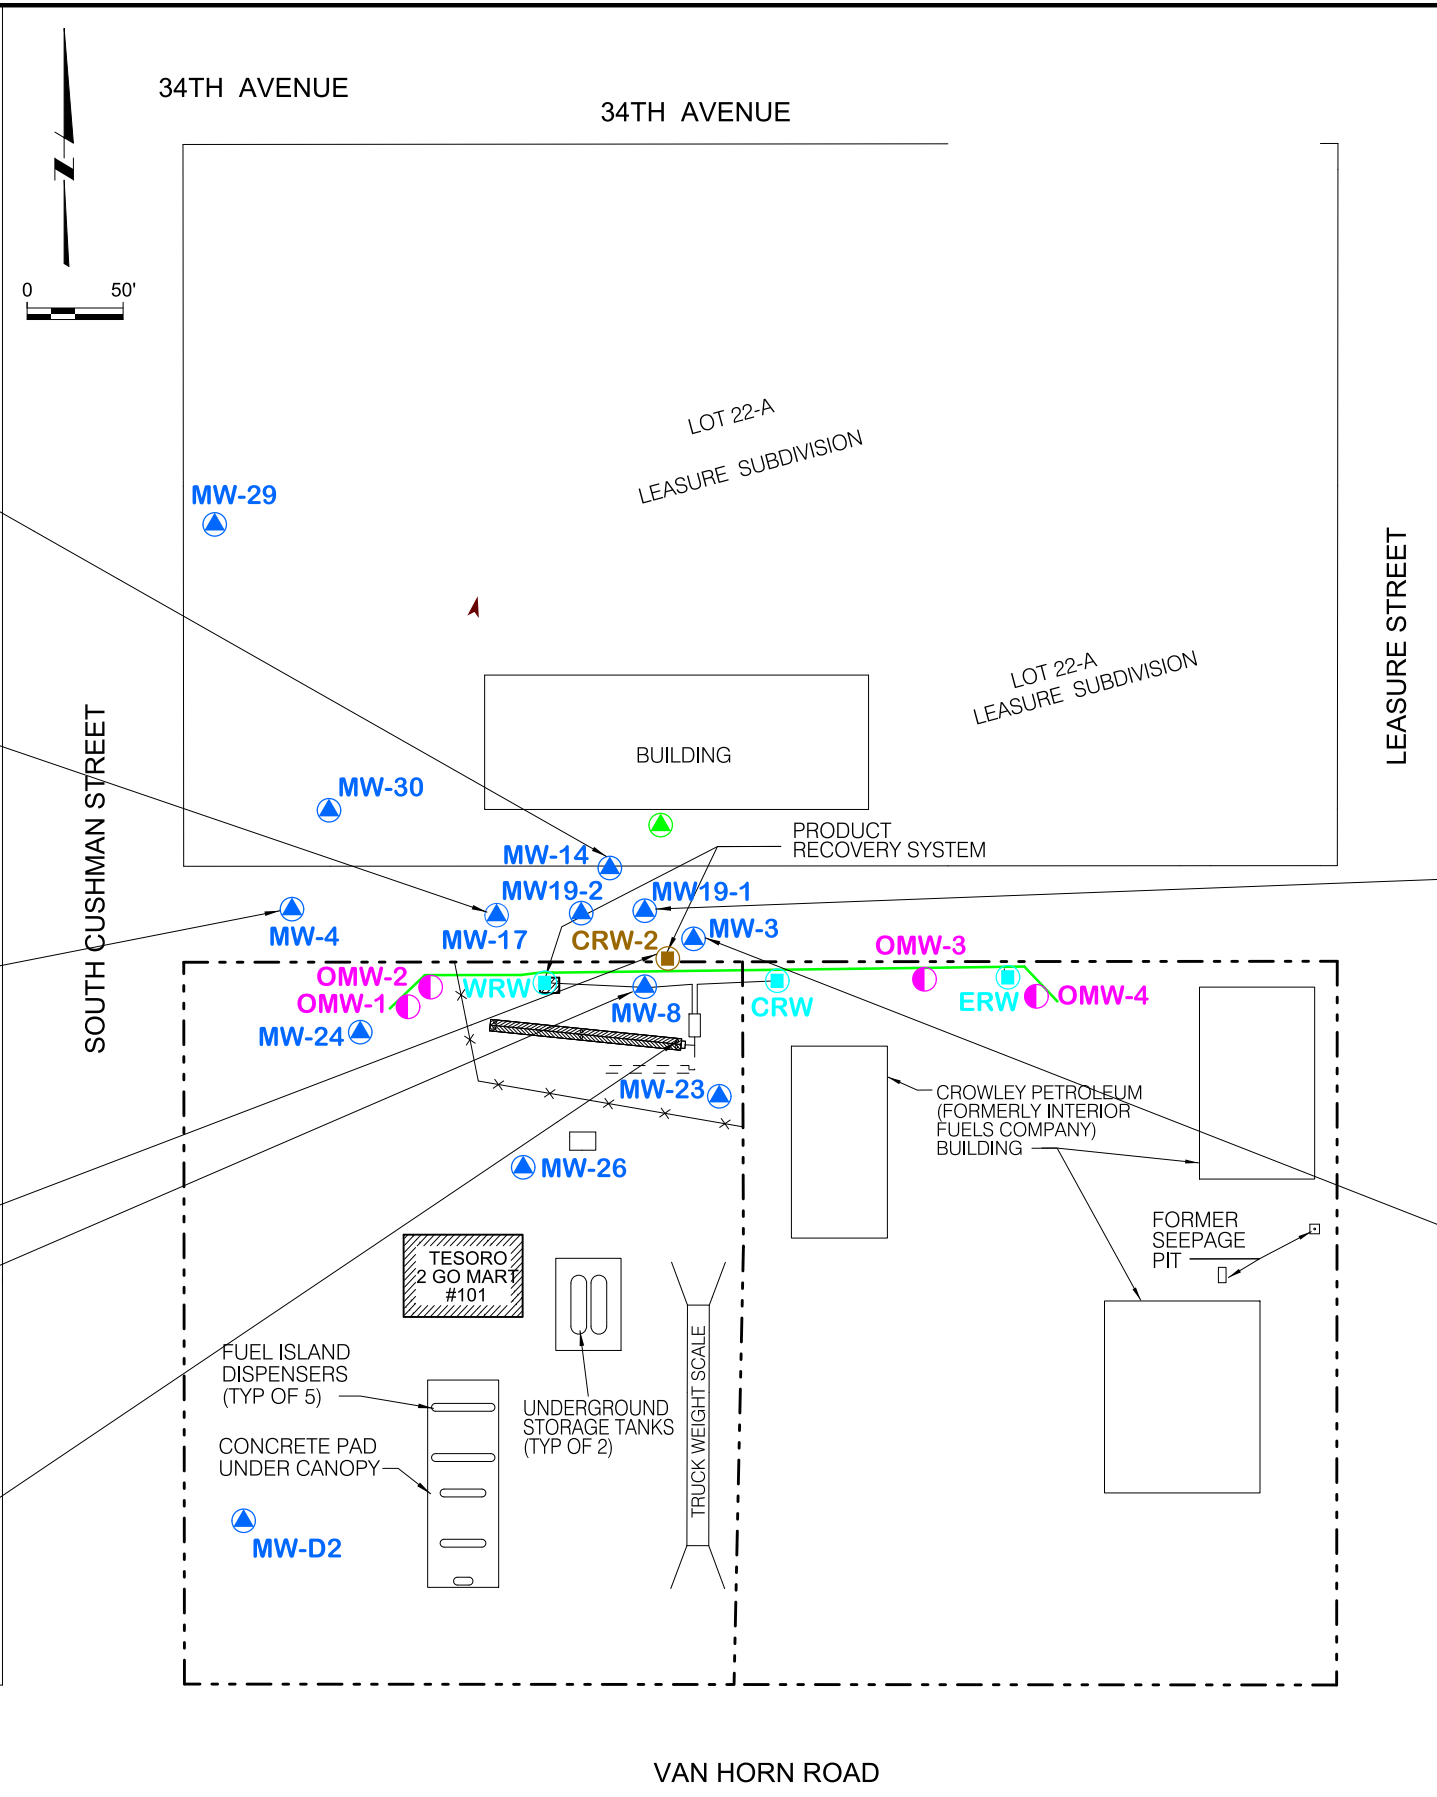 34TH AVENUE
34TH AVENUE
N
0 50'
LOT 22-A
LEASURE SUBDIVISION
MW-29
LEASURE STREET
LOT 22-A
LEASURE SUBDIVISION
SOUTH CUSHMAN STREET
BUILDING
MW-30
PRODUCT
RECOVERY SYSTEM
MW-14
MW19-2
MW19-1
MW-4
MW-17
CRW-2
MW-3
OMW-3
OMW-2
OMW-1
WRW
MW-8
CRW
ERW
OMW-4
MW-24
MW-23
CROWLEY PETROLEUM
(FORMERLY INTERIOR
FUELS COMPANY)
BUILDING
MW-26
FORMER
SEEPAGE
PIT
TESORO
2 GO MART
#101
FUEL ISLAND
DISPENSERS
(TYP OF 5)
UNDERGROUND
STORAGE TANKS
(TYP OF 2)
TRUCK WEIGHT SCALE
CONCRETE PAD
UNDER CANOPY
MW-D2
VAN HORN ROAD